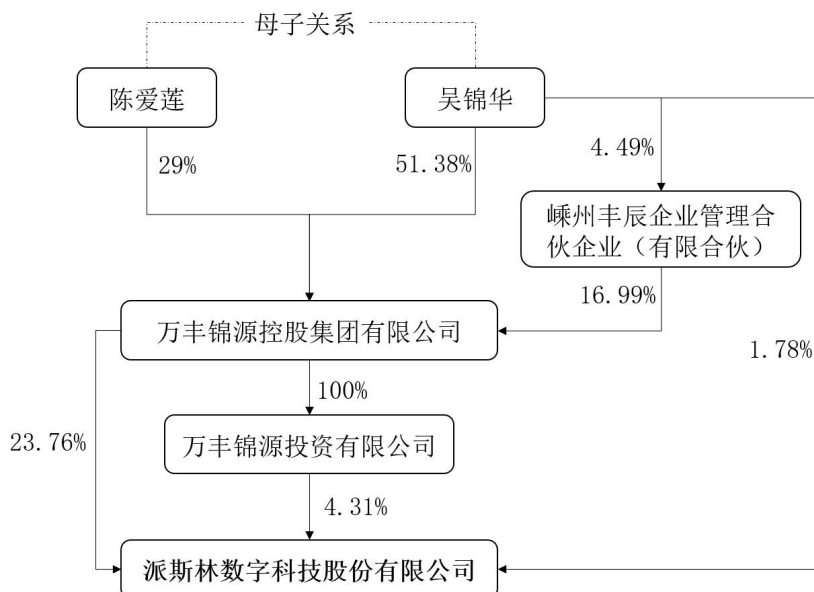 母子关系
陈爱莲
吴锦华
29%
51.38%
4.49%
嵊州丰辰企业管理合
伙企业（有限合伙）
16.99%
万丰锦源控股集团有限公司
1.78%
100%
23.76%
万丰锦源投资有限公司
4.31%
派斯林数字科技股份有限公司